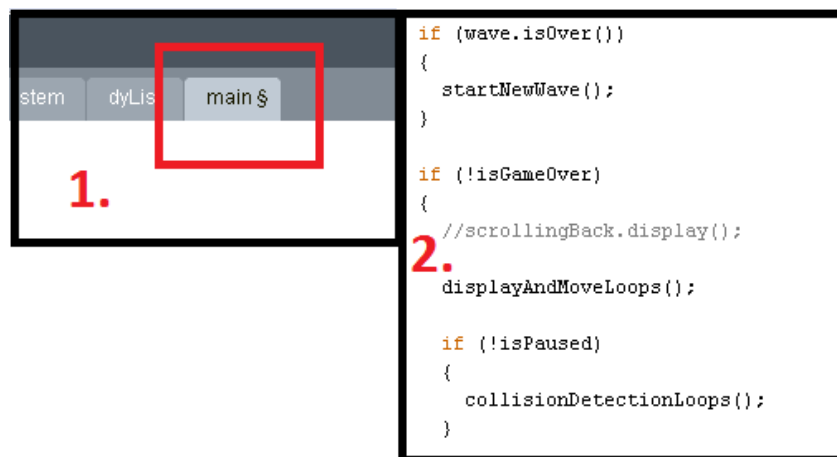 stem dyLis main §
1.
if (wave.isOver())
{
startNewWave();
}
if (!isGameOver)
{
//scrollingBack.display();
2.
displayAndMoveLoops();
if (!isPaused)
{
collisionDetectionLoops();
}